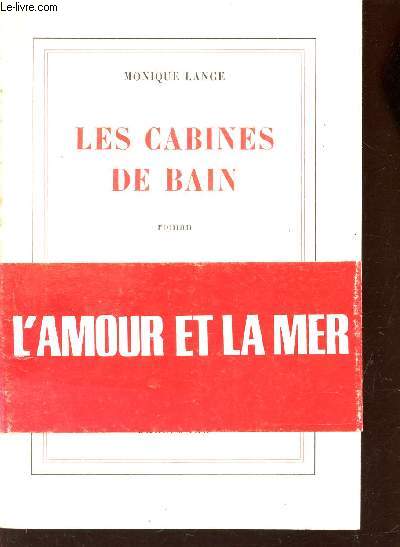 Le-livre.com
MONIQUE LANGE
LES CABINES
DE BAIN
roman
L'AMOUR ET LA MER